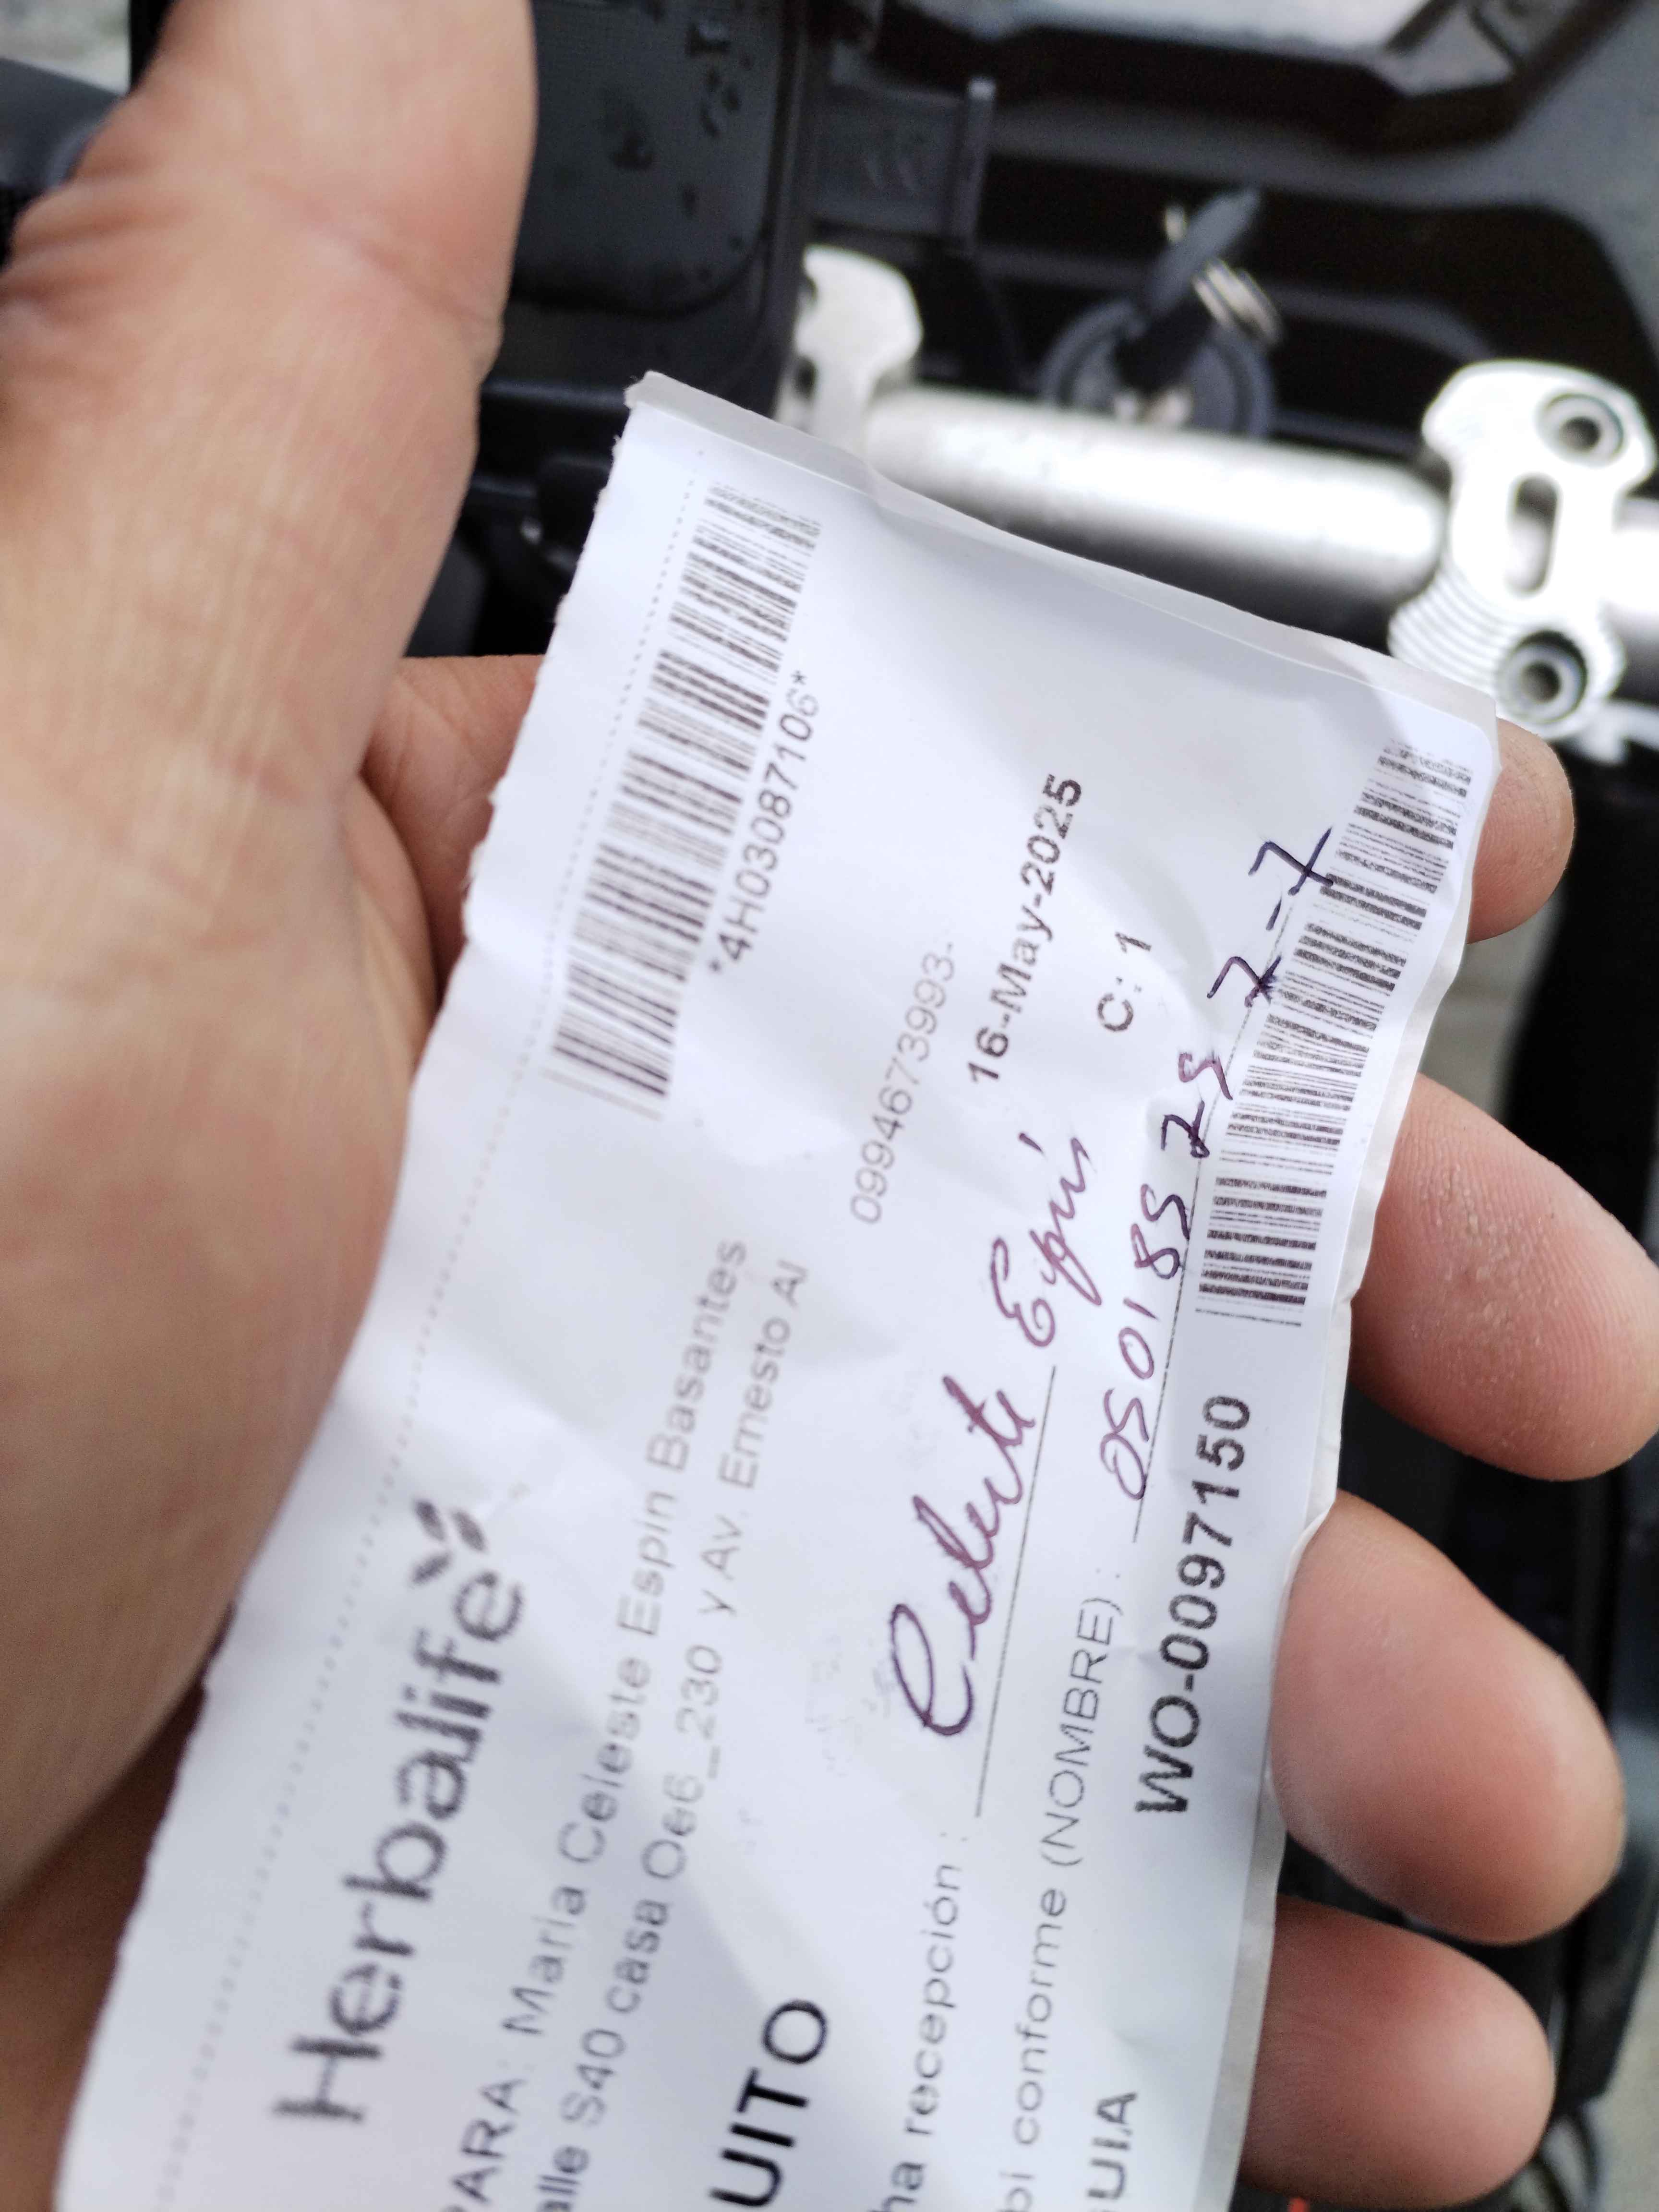 *4H03087106*
Herbalife
PARA: Maria Celeste Espin Basantes
alle S40 casa Oe6_230 y Av. Ernesto Al
0994673993-
UITO
16-May-2025
ha recepción :
Celeste Espín
C: 1
bí conforme (NOMBRE) :
UIA
WO-0097150